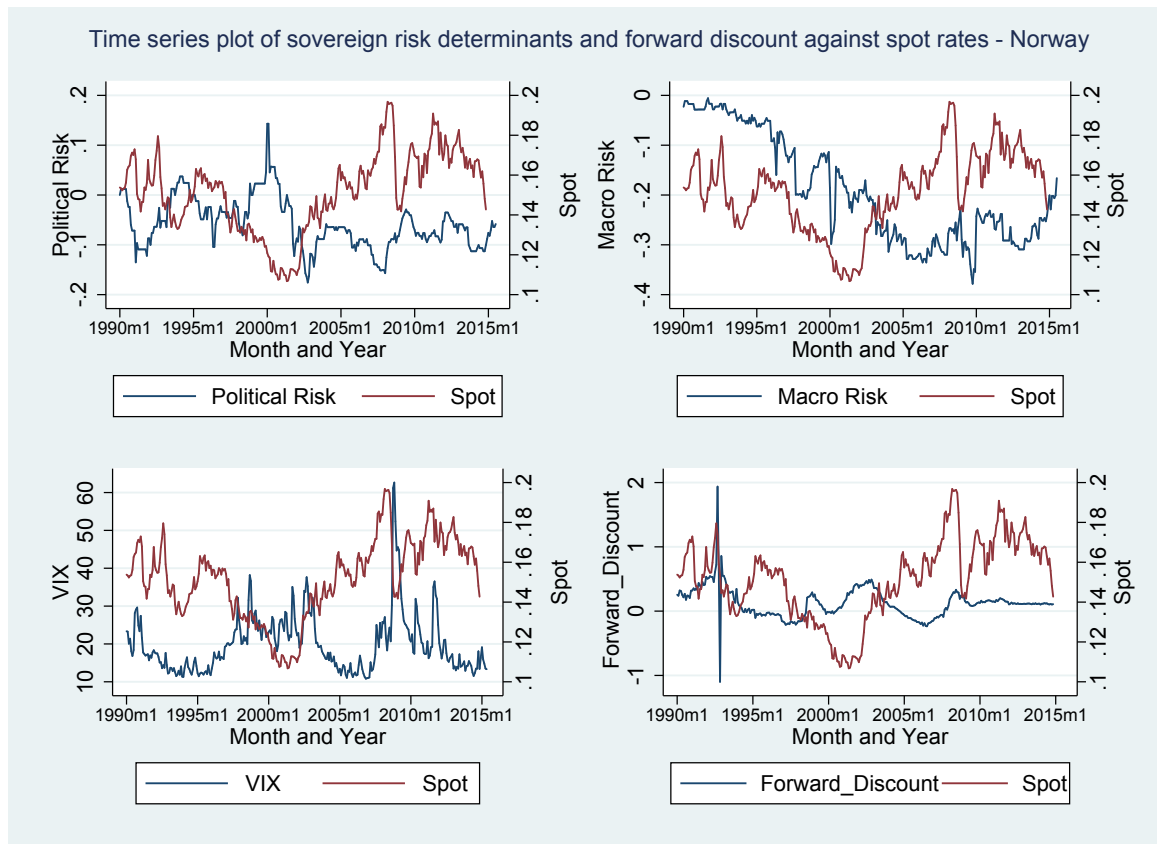 Time series plot of sovereign risk determinants and forward discount against spot rates - Norway
Political Risk
.2
.1
0
-.1
-.2
.2
.18
.16
.14
.12
.1
Spot
1990m1 1995m1 2000m1 2005m1 2010m1 2015m1
Month and Year
Political Risk Spot
Macro Risk
0
-.1
-.2
-.3
-.4
.2
.18
.16
.14
.12
.1
Spot
1990m1 1995m1 2000m1 2005m1 2010m1 2015m1
Month and Year
Macro Risk Spot
VIX
60
50
40
30
20
10
.2
.18
.16
.14
.12
.1
Spot
1990m1 1995m1 2000m1 2005m1 2010m1 2015m1
Month and Year
VIX Spot
Forward_Discount
2
1
0
-1
.2
.18
.16
.14
.12
.1
Spot
1990m1 1995m1 2000m1 2005m1 2010m1 2015m1
Month and Year
Forward_Discount Spot